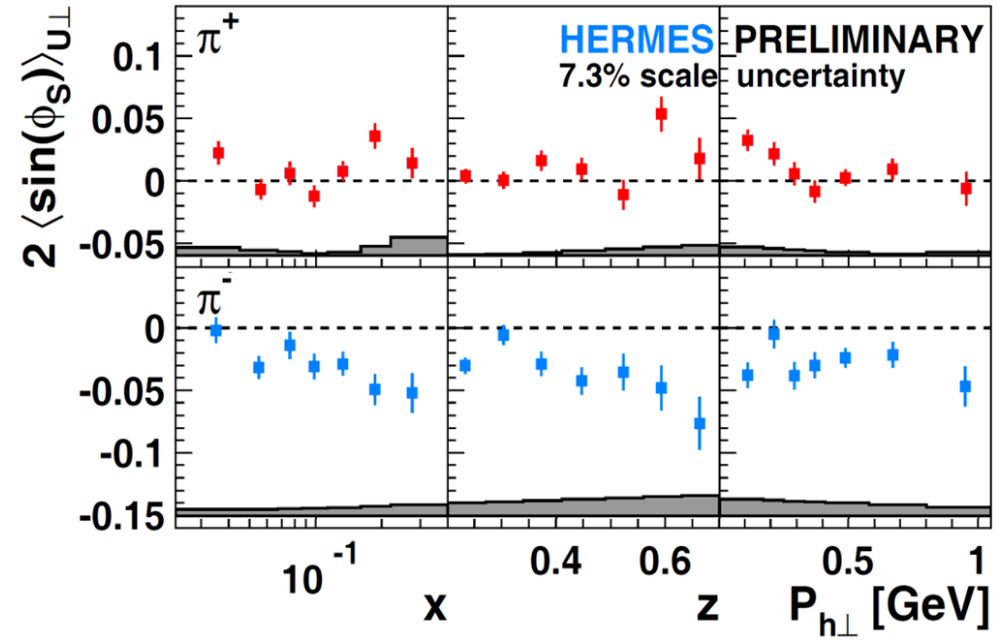 2 ⟨sin(ϕS)⟩U⊥
π+
HERMES PRELIMINARY
7.3% scale uncertainty
0.1
0.05
0
-0.05
π-
0
-0.05
-0.1
-0.15
10-1
0.4 0.6
0.5 1
x
z
Ph⊥ [GeV]